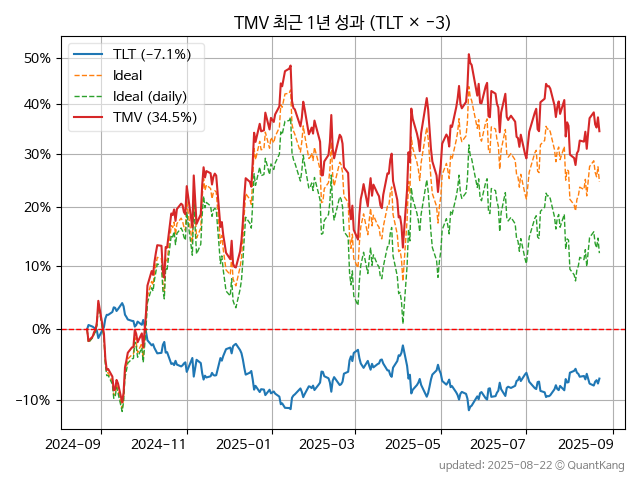 TMV 최근 1년 성과 (TLT × −3)
TLT (−7.1%)
Ideal
Ideal (daily)
TMV (34.5%)
50%
40%
30%
20%
10%
0%
−10%
2024-09 2024-11 2025-01 2025-03 2025-05 2025-07 2025-09
updated: 2025-08-22 © QuantKang